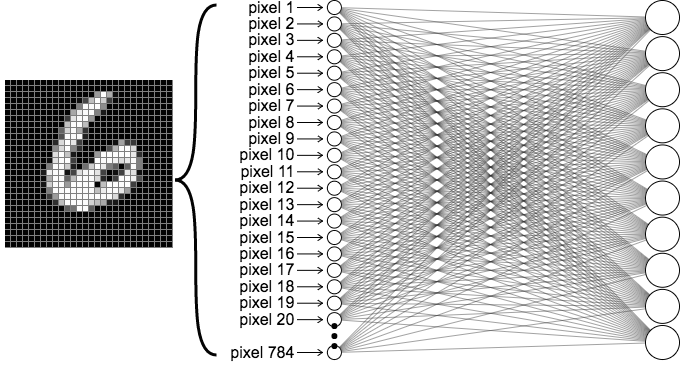 pixel 1
pixel 2
pixel 3
pixel 4
pixel 5
pixel 6
pixel 7
pixel 8
pixel 9
pixel 10
pixel 11
pixel 12
pixel 13
pixel 14
pixel 15
pixel 16
pixel 17
pixel 18
pixel 19
pixel 20
pixel 784
6